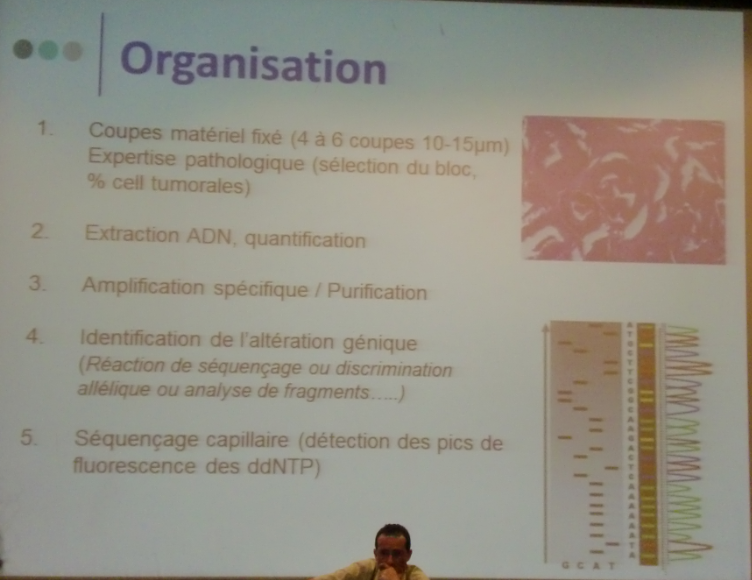 Organisation
1. Coupes matériel fixé (4 à 6 coupes 10-15µm)
Expertise pathologique (sélection du bloc,
% cell tumorales)
2. Extraction ADN, quantification
3. Amplification spécifique / Purification
4. Identification de l'altération génique
(Réaction de séquençage ou discrimination
allélique ou analyse de fragments…..)
5. Séquençage capillaire (détection des pics de
fluorescence des ddNTP)
G C A T